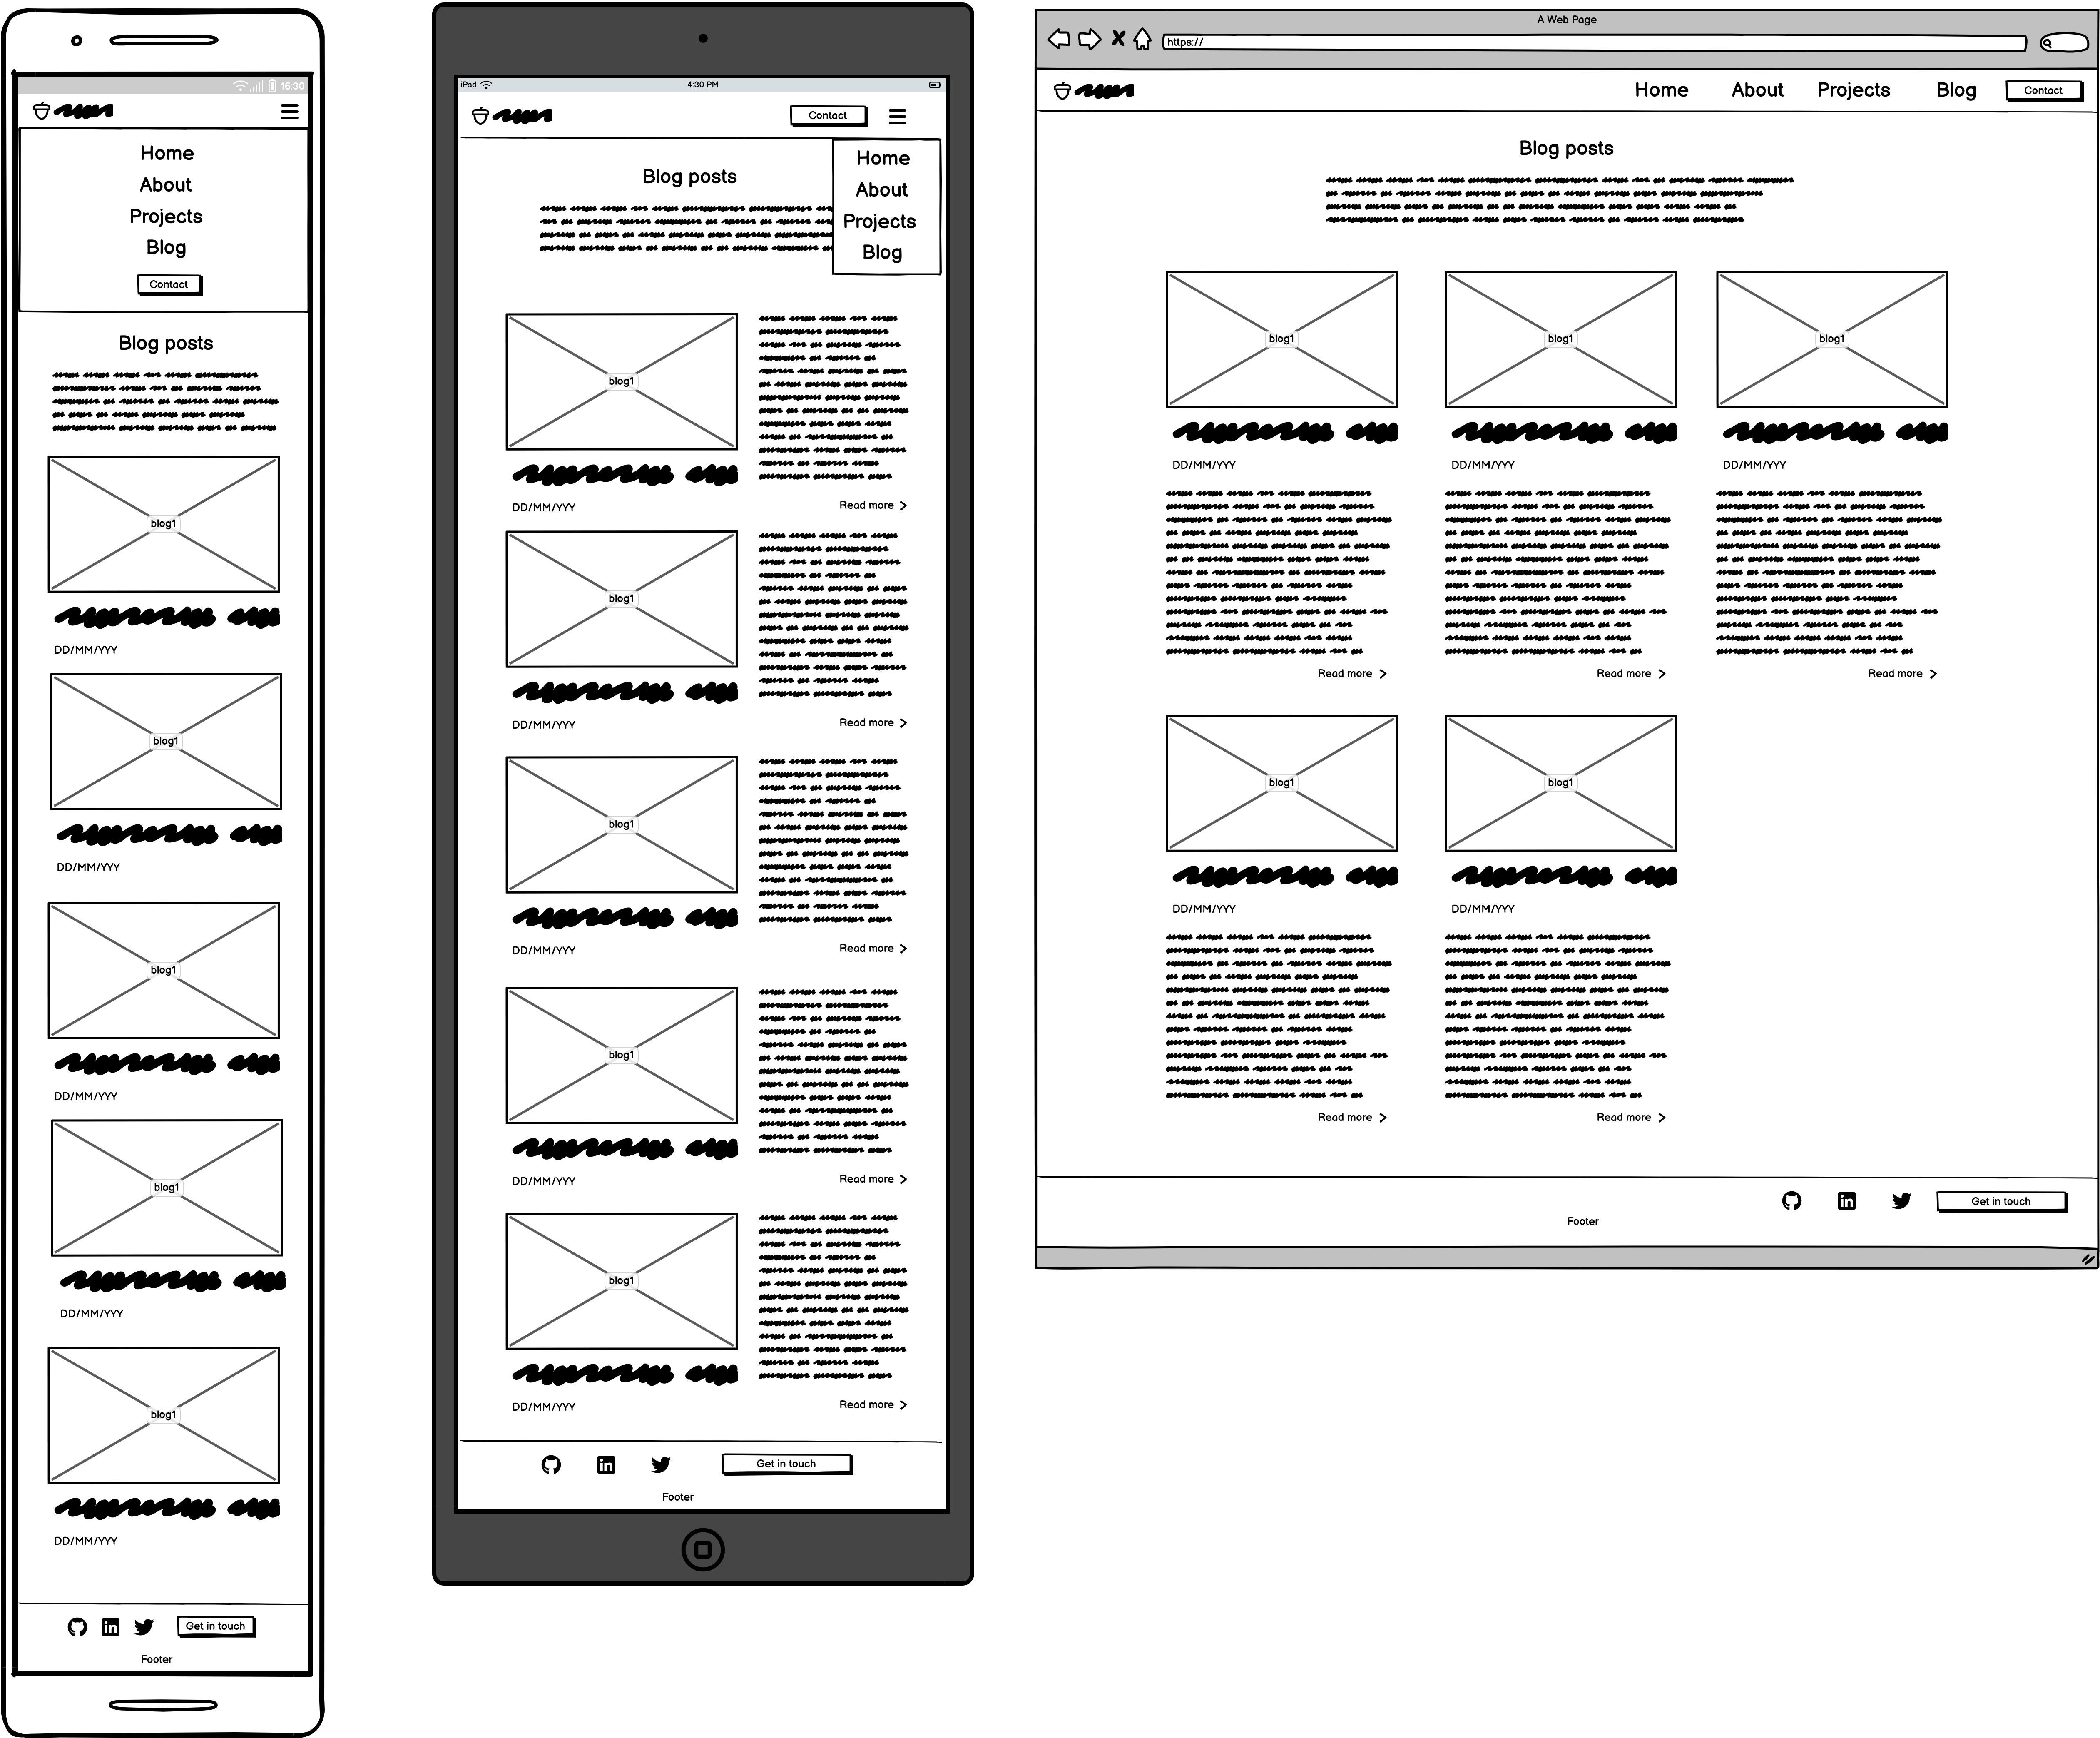 16:30
Home
About
Projects
Blog
Contact
Blog posts
blog1
DD/MM/YYY
blog1
DD/MM/YYY
blog1
DD/MM/YYY
blog1
DD/MM/YYY
blog1
DD/MM/YYY
Get in touch
Footer
iPad
4:30 PM
Contact
Home
About
Projects
Blog
Blog posts
blog1
DD/MM/YYY
Read more
blog1
DD/MM/YYY
Read more
blog1
DD/MM/YYY
Read more
blog1
DD/MM/YYY
Read more
blog1
DD/MM/YYY
Read more
Get in touch
Footer
A Web Page
https://
Home About Projects Blog Contact
Blog posts
blog1 blog1 blog1
DD/MM/YYY DD/MM/YYY DD/MM/YYY
Read more Read more Read more
blog1 blog1
DD/MM/YYY DD/MM/YYY
Read more Read more
Get in touch
Footer